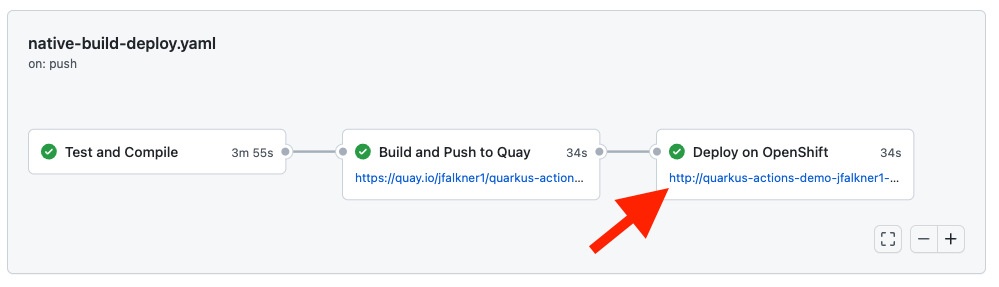 native-build-deploy.yaml
on: push
Test and Compile 3m 55s
Build and Push to Quay 34s
https://quay.io/jfalkner1/quarkus-action...
Deploy on OpenShift 34s
http://quarkus-actions-demo-jfalkner1-...